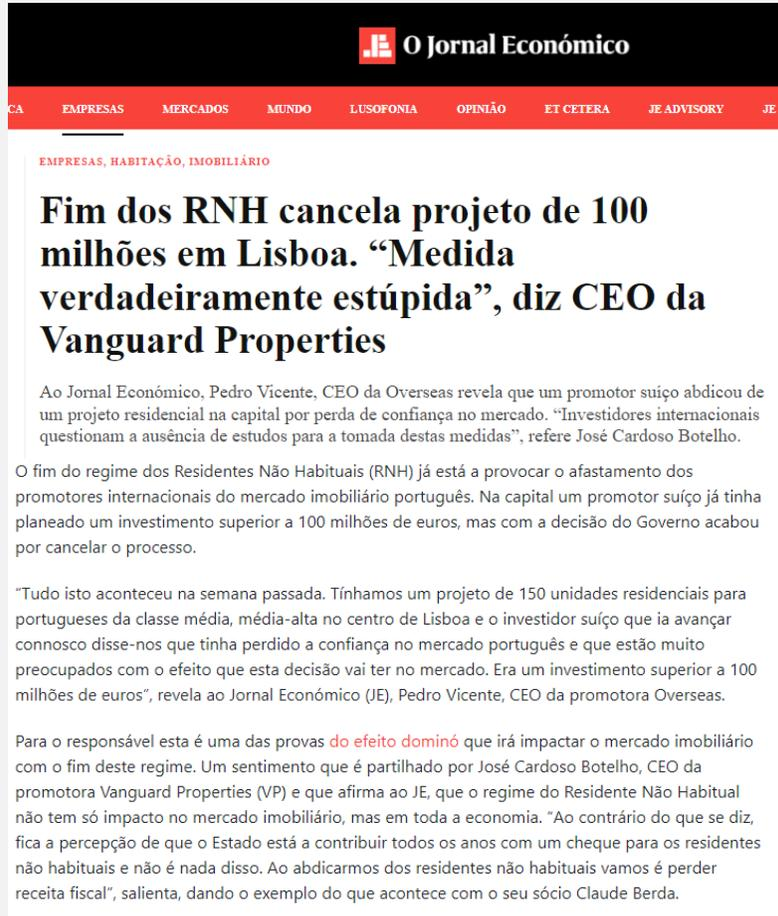 O Jornal Económico
CA EMPRESAS MERCADOS MUNDO LUSOFONIA OPINIÃO ET CETERA JE ADVISORY JE
EMPRESAS, HABITAÇÃO, IMOBILIÁRIO
Fim dos RNH cancela projeto de 100
milhões em Lisboa. “Medida
verdadeiramente estúpida”, diz CEO da
Vanguard Properties
Ao Jornal Económico, Pedro Vicente, CEO da Overseas revela que um promotor suíço abdicou de
um projeto residencial na capital por perda de confiança no mercado. “Investidores internacionais
questionam a ausência de estudos para a tomada destas medidas”, refere José Cardoso Botelho.
O fim do regime dos Residentes Não Habituais (RNH) já está a provocar o afastamento dos
promotores internacionais do mercado imobiliário português. Na capital um promotor suíço já tinha
planeado um investimento superior a 100 milhões de euros, mas com a decisão do Governo acabou
por cancelar o processo.
“Tudo isto aconteceu na semana passada. Tínhamos um projeto de 150 unidades residenciais para
portugueses da classe média, média-alta no centro de Lisboa e o investidor suíço que ia avançar
connosco disse-nos que tinha perdido a confiança no mercado português e que estão muito
preocupados com o efeito que esta decisão vai ter no mercado. Era um investimento superior a 100
milhões de euros”, revela ao Jornal Económico (JE), Pedro Vicente, CEO da promotora Overseas.
Para o responsável esta é uma das provas do efeito dominó que irá impactar o mercado imobiliário
com o fim deste regime. Um sentimento que é partilhado por José Cardoso Botelho, CEO da
promotora Vanguard Properties (VP) e que afirma ao JE, que o regime do Residente Não Habitual
não tem só impacto no mercado imobiliário, mas em toda a economia. “Ao contrário do que se diz,
fica a percepção de que o Estado está a contribuir todos os anos com um cheque para os residentes
não habituais e não é nada disso. Ao abdicarmos dos residentes não habituais vamos é perder
receita fiscal”, salienta, dando o exemplo do que acontece com o seu sócio Claude Berda.